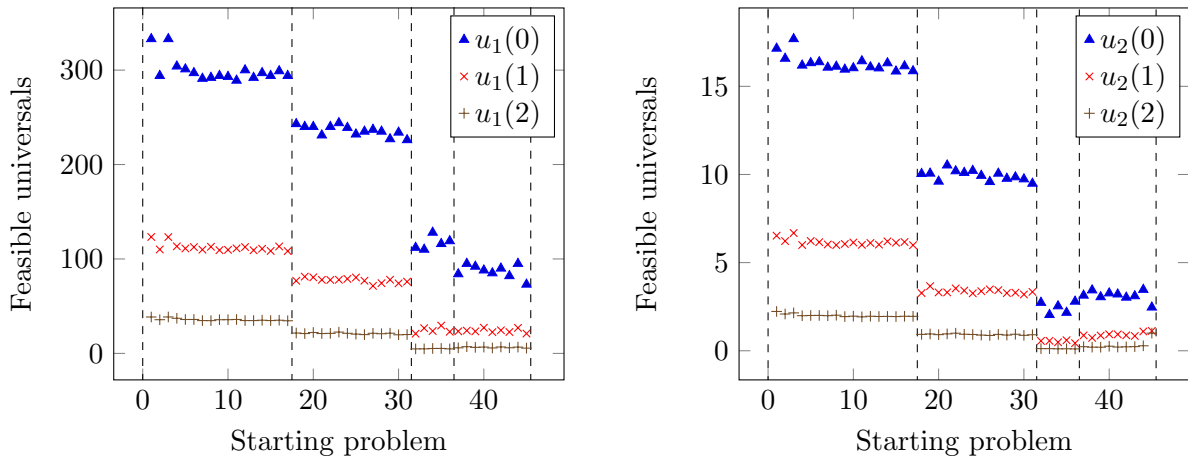 Feasible universals
300
200
100
0
0
10
20
30
40
Starting problem
u₁(0)
u₁(1)
u₁(2)
Feasible universals
15
10
5
0
0
10
20
30
40
Starting problem
u₂(0)
u₂(1)
u₂(2)